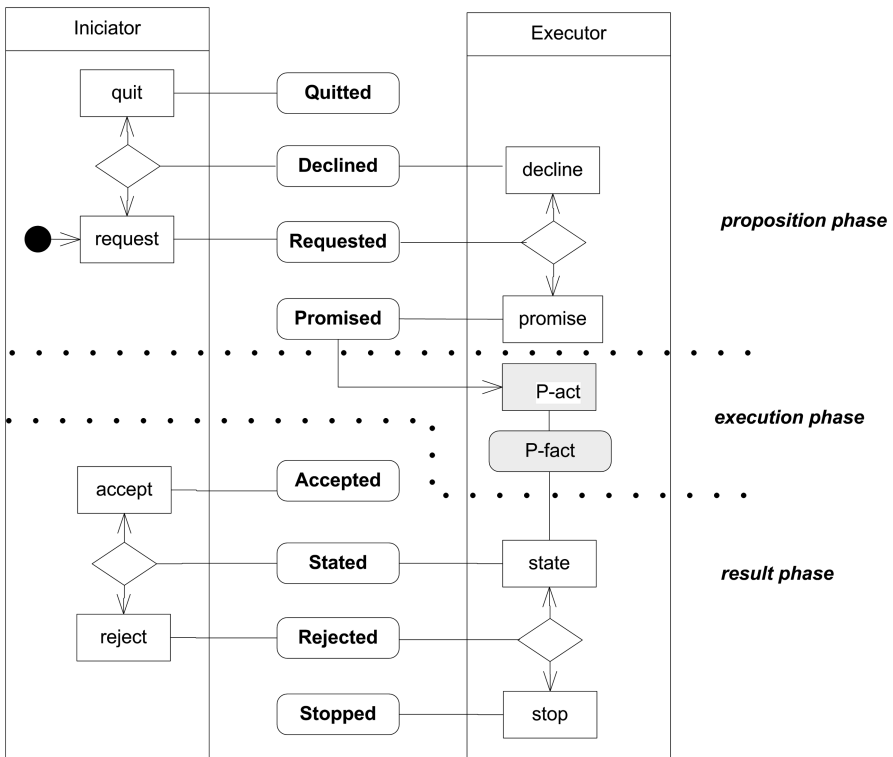 Iniciator
Executor
quit
Quitted
Declined
decline
proposition phase
request
Requested
Promised
promise
P-act
execution phase
P-fact
accept
Accepted
Stated
state
result phase
reject
Rejected
Stopped
stop